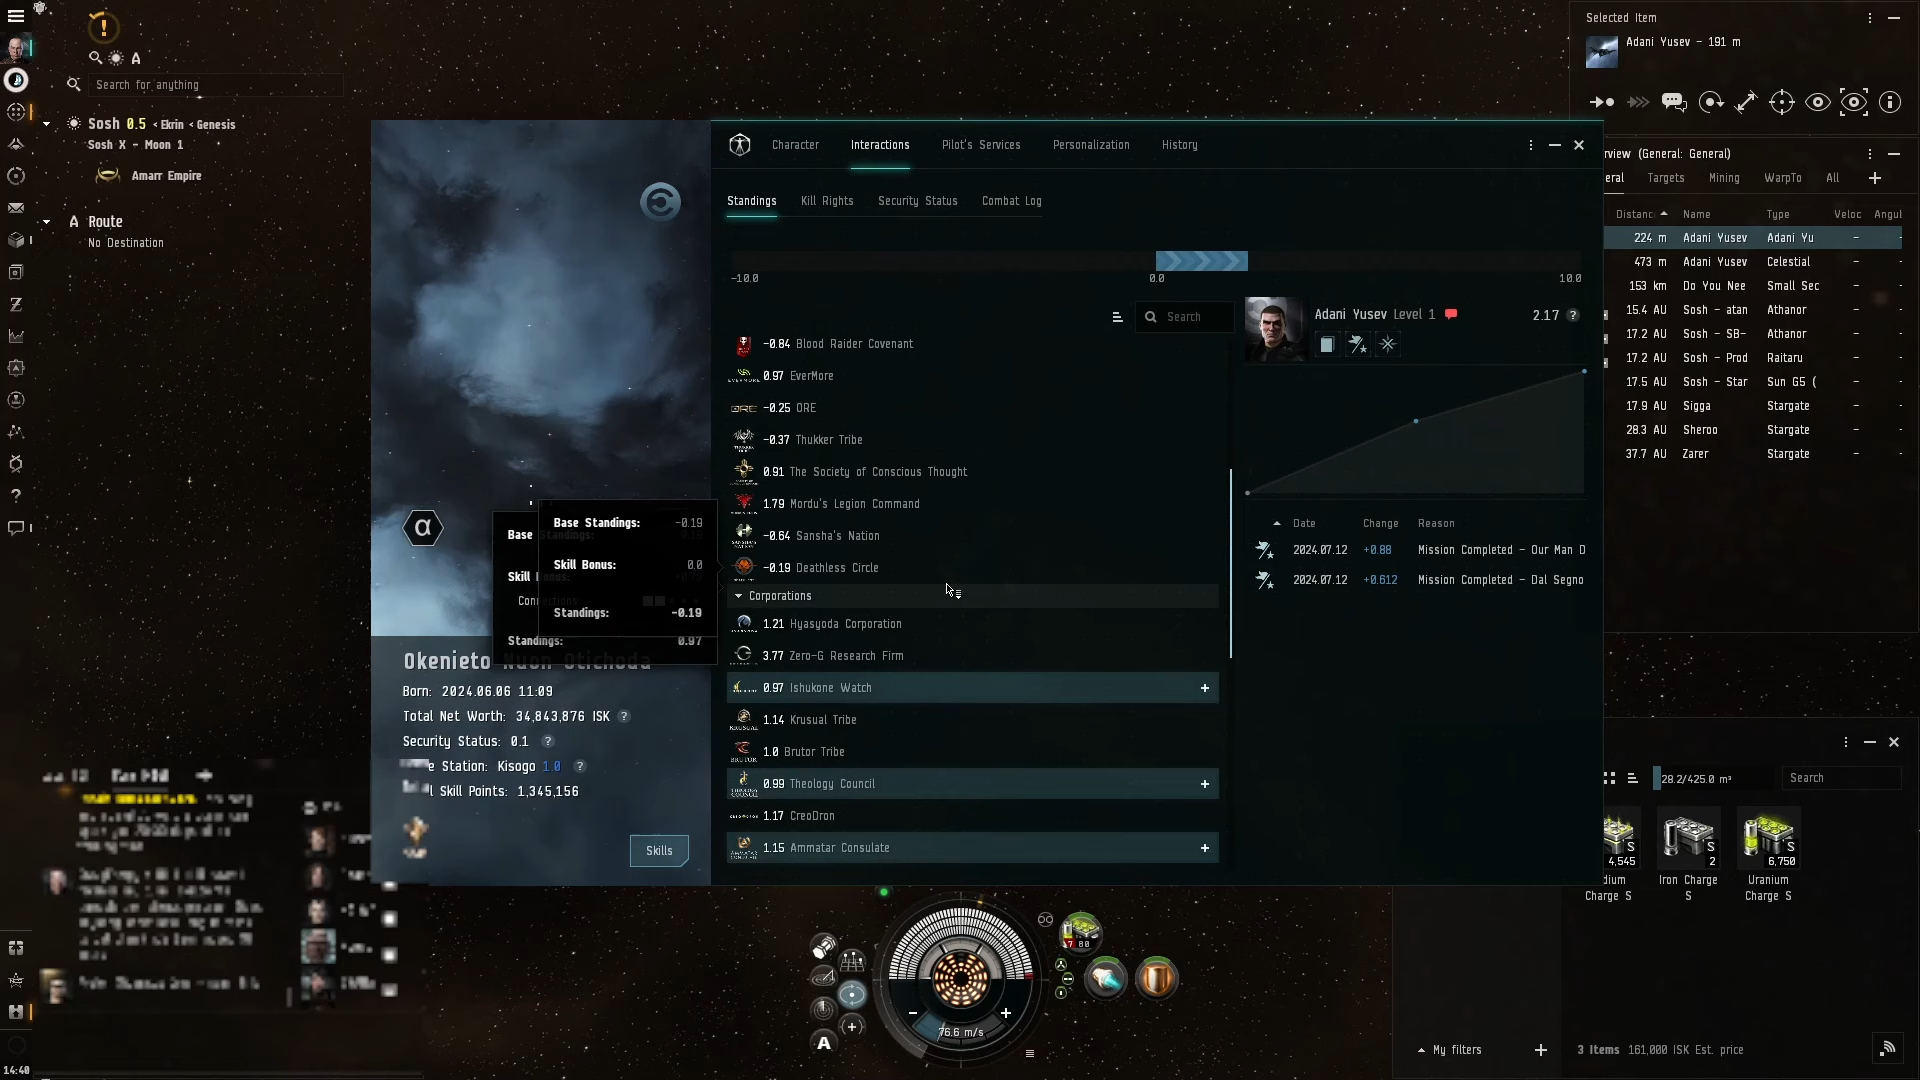 Search for anything
Sosh 0.5 < Ekrin < Genesis
Sosh X - Moon 1
Amarr Empire
A Route
No Destination
Character
Interactions
Pilot's Services
Personalization
History
Standings
Kill Rights
Security Status
Combat Log
-10.0
0.0
10.0
Search
-0.84 Blood Raider Covenant
0.97 EverMore
-0.25 ORE
-0.37 Thukker Tribe
0.91 The Society of Conscious Thought
1.79 Mordu's Legion Command
-0.64 Sansha's Nation
-0.19 Deathless Circle
Corporations
1.21 Hyasyoda Corporation
3.77 Zero-G Research Firm
0.97 Ishukone Watch
1.14 Krusual Tribe
1.0 Brutor Tribe
0.99 Theology Council
1.17 CreoDron
1.15 Ammatar Consulate
Adani Yusev Level 1
2.17
Date Change Reason
2024.07.12 +0.88 Mission Completed - Our Man D
2024.07.12 +0.612 Mission Completed - Dal Segno
Base Standings: -0.19
Skill Bonus: 0.0
Standings: -0.19
Base
Skill
Standings: 0.97
α
Okenieto Nuon Otichoda
Born: 2024.06.06 11:09
Total Net Worth: 34,843,876 ISK
Security Status: 0.1
e Station: Kisogo 1.0
l Skill Points: 1,345,156
Skills
Selected Item
Adani Yusev - 191 m
rview (General: General)
eral
Targets
Mining
WarpTo
All
Distanc Name Type Veloc Angul
224 m Adani Yusev Adani Yu -
473 m Adani Yusev Celestial -
153 km Do You Nee Small Sec -
15.4 AU Sosh - atan Athanor -
17.2 AU Sosh - SB- Athanor -
17.2 AU Sosh - Prod Raitaru -
17.5 AU Sosh - Star Sun G5 ( -
17.9 AU Sigga Stargate -
28.3 AU Sheroo Stargate -
37.7 AU Zarer Stargate -
28.2/425.0 m³
Search
S
4,545
S
2
S
6,750
dium
Charge S
Iron Charge
S
Uranium
Charge S
My filters
3 Items 161,000 ISK Est. price
7 80
76.6 m/s
A
14:40